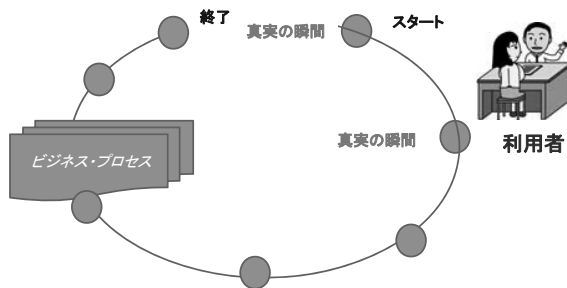 終了
真実の瞬間
スタート
真実の瞬間
利用者
ビジネス・プロセス